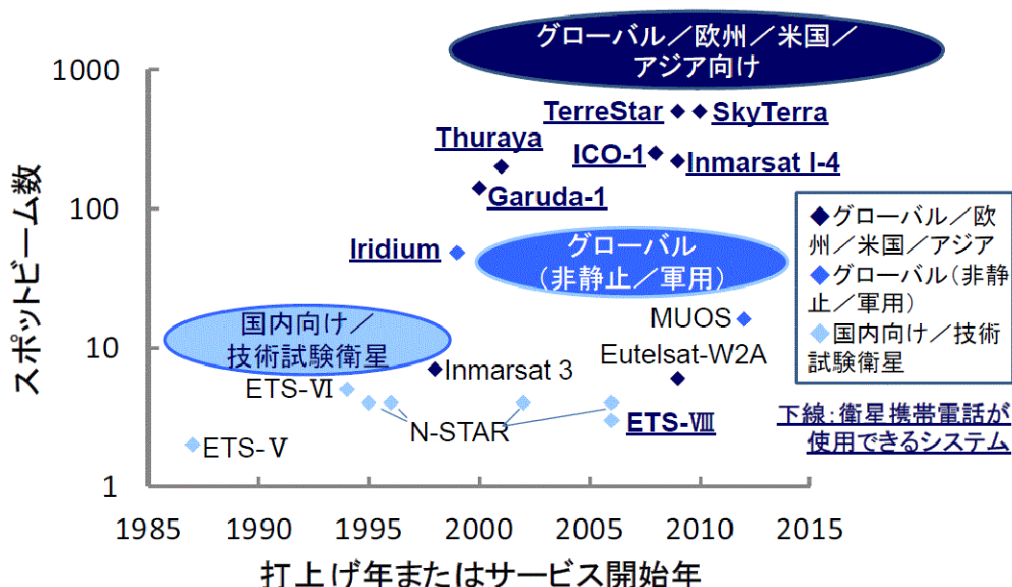 グローバル／欧州／米国／
アジア向け
1000
TerreStar
SkyTerra
Thuraya
ICO-1
Inmarsat I-4
Garuda-1
100
スポットビーム数
◆グローバル／欧
州／米国／アジア
◆グローバル（非静
止／軍用）
◆国内向け／技術
試験衛星
Iridium
グローバル
（非静止／軍用）
国内向け／
技術試験衛星
MUOS
10
Eutelsat-W2A
Inmarsat 3
ETS-Ⅵ
N-STAR
ETS-Ⅷ
下線：衛星携帯電話が
使用できるシステム
ETS-Ⅴ
1
1985 1990 1995 2000 2005 2010 2015
打上げ年またはサービス開始年